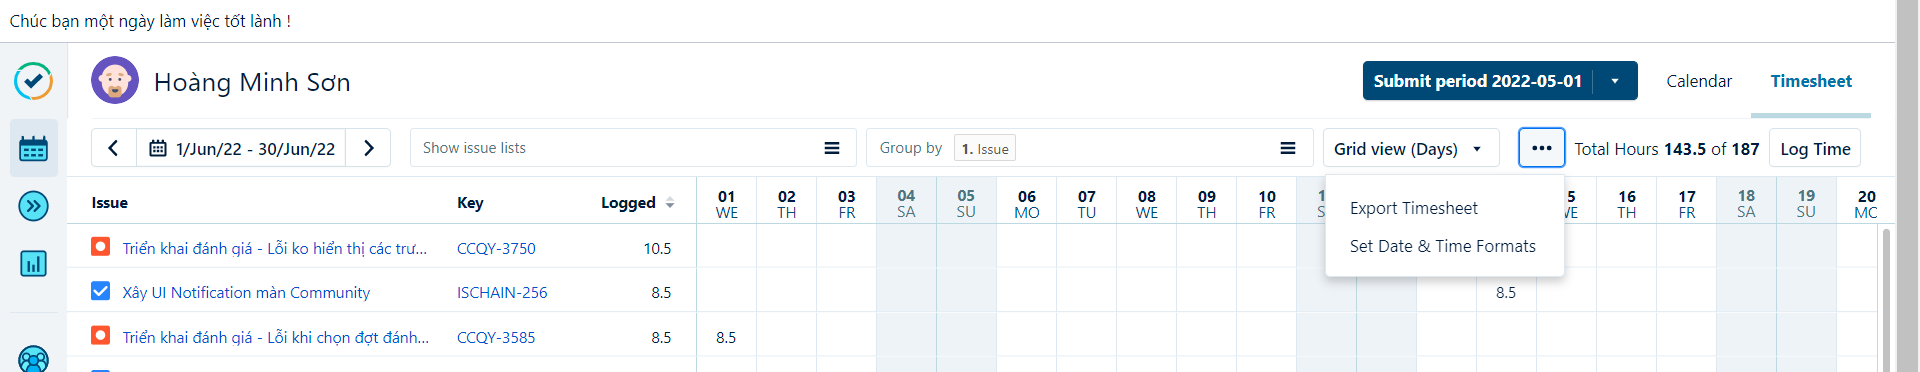 Chúc bạn một ngày làm việc tốt lành !
Hoàng Minh Sơn
Submit period 2022-05-01
Calendar
Timesheet
1/Jun/22 - 30/Jun/22
Show issue lists
Group by
1. Issue
Grid view (Days)
Total Hours 143.5 of 187
Log Time
Export Timesheet
Set Date & Time Formats
Issue Key Logged
01 WE
02 TH
03 FR
04 SA
05 SU
06 MO
07 TU
08 WE
09 TH
10 FR
16 TH
17 FR
18 SA
19 SU
20
Triển khai đánh giá - Lỗi ko hiển thị các trư... CCQY-3750 10.5
Xây UI Notification màn Community ISCHAIN-256 8.5 8.5
Triển khai đánh giá - Lỗi khi chọn đợt đánh... CCQY-3585 8.5 8.5